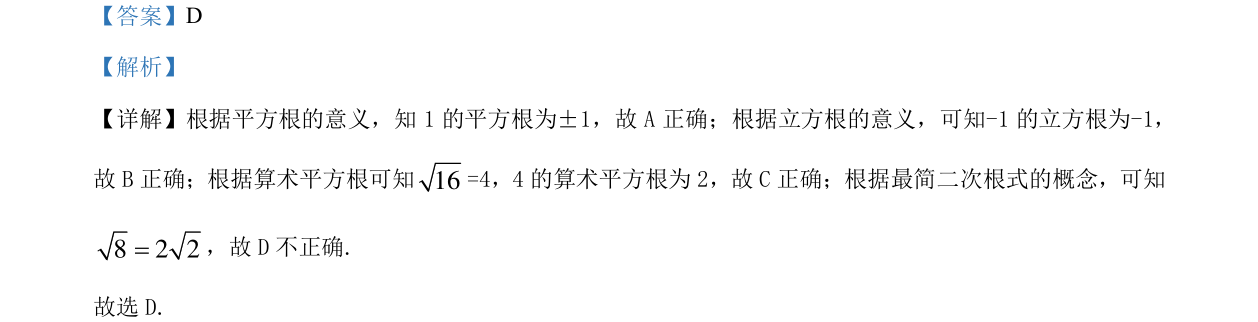 【答案】D
【解析】
【详解】根据平方根的意义，知 1 的平方根为±1，故 A 正确；根据立方根的意义，可知-1 的立方根为-1，
故 B 正确；根据算术平方根可知√16=4，4 的算术平方根为 2，故 C 正确；根据最简二次根式的概念，可知
√8=2√2，故 D 不正确.
故选 D.